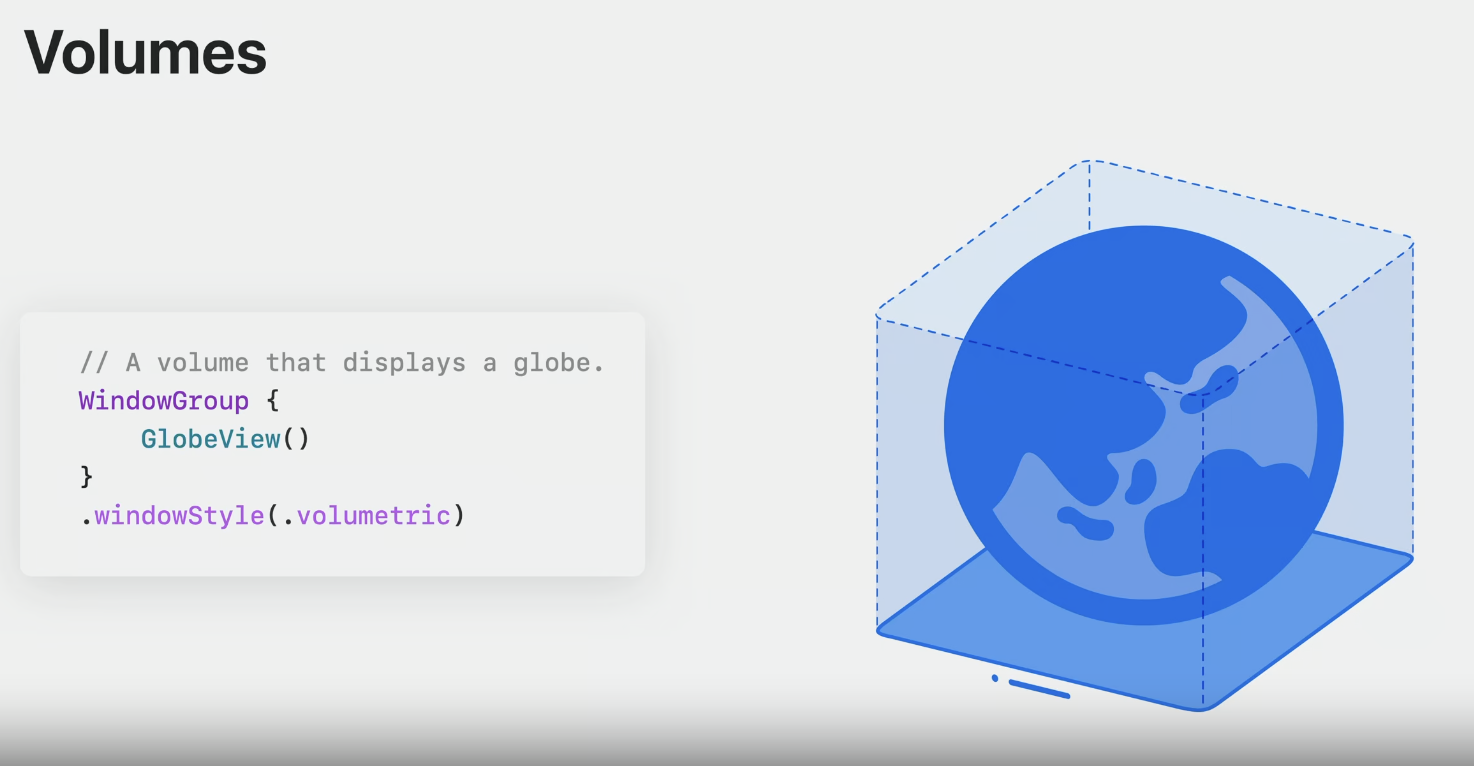 Volumes
// A volume that displays a globe.
WindowGroup {
    GlobeView()
}
.windowStyle(.volumetric)